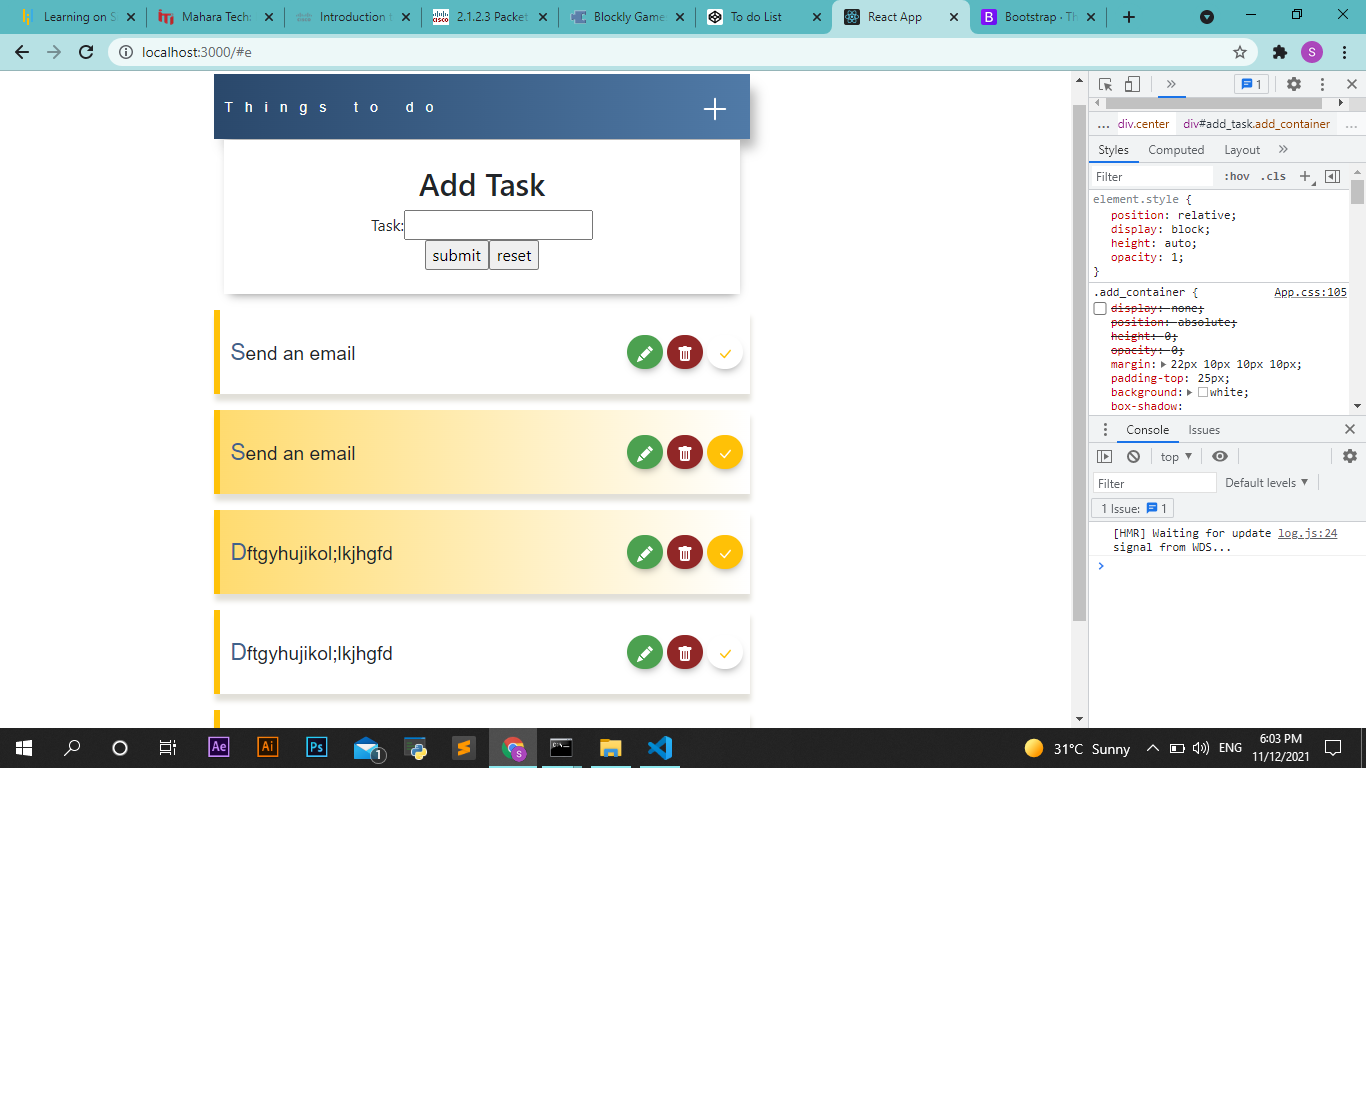 Learning on S
Mahara Tech:
Introduction t
2.1.2.3 Packet
Blockly Game
To do List
React App
Bootstrap · Th
localhost:3000/#e
S
Things to do
1
... div.center div#add_task.add_container ...
Styles Computed Layout
Filter :hov .cls
element.style {
position: relative;
display: block;
height: auto;
opacity: 1;
}
.add_container { App.css:105
display: none;
position: absolute;
height: 0;
opacity: 0;
margin: 22px 10px 10px 10px;
padding-top: 25px;
background: white;
box-shadow:
Add Task
Task:
submit reset
Send an email
Send an email
Dftgyhujikol;lkjhgfd
Dftgyhujikol;lkjhgfd
Console Issues
top
Filter Default levels
1 Issue: 1
[HMR] Waiting for update log.js:24
signal from WDS...
Ae Ai Ps 1 S
31°C Sunny
ENG
6:03 PM
11/12/2021